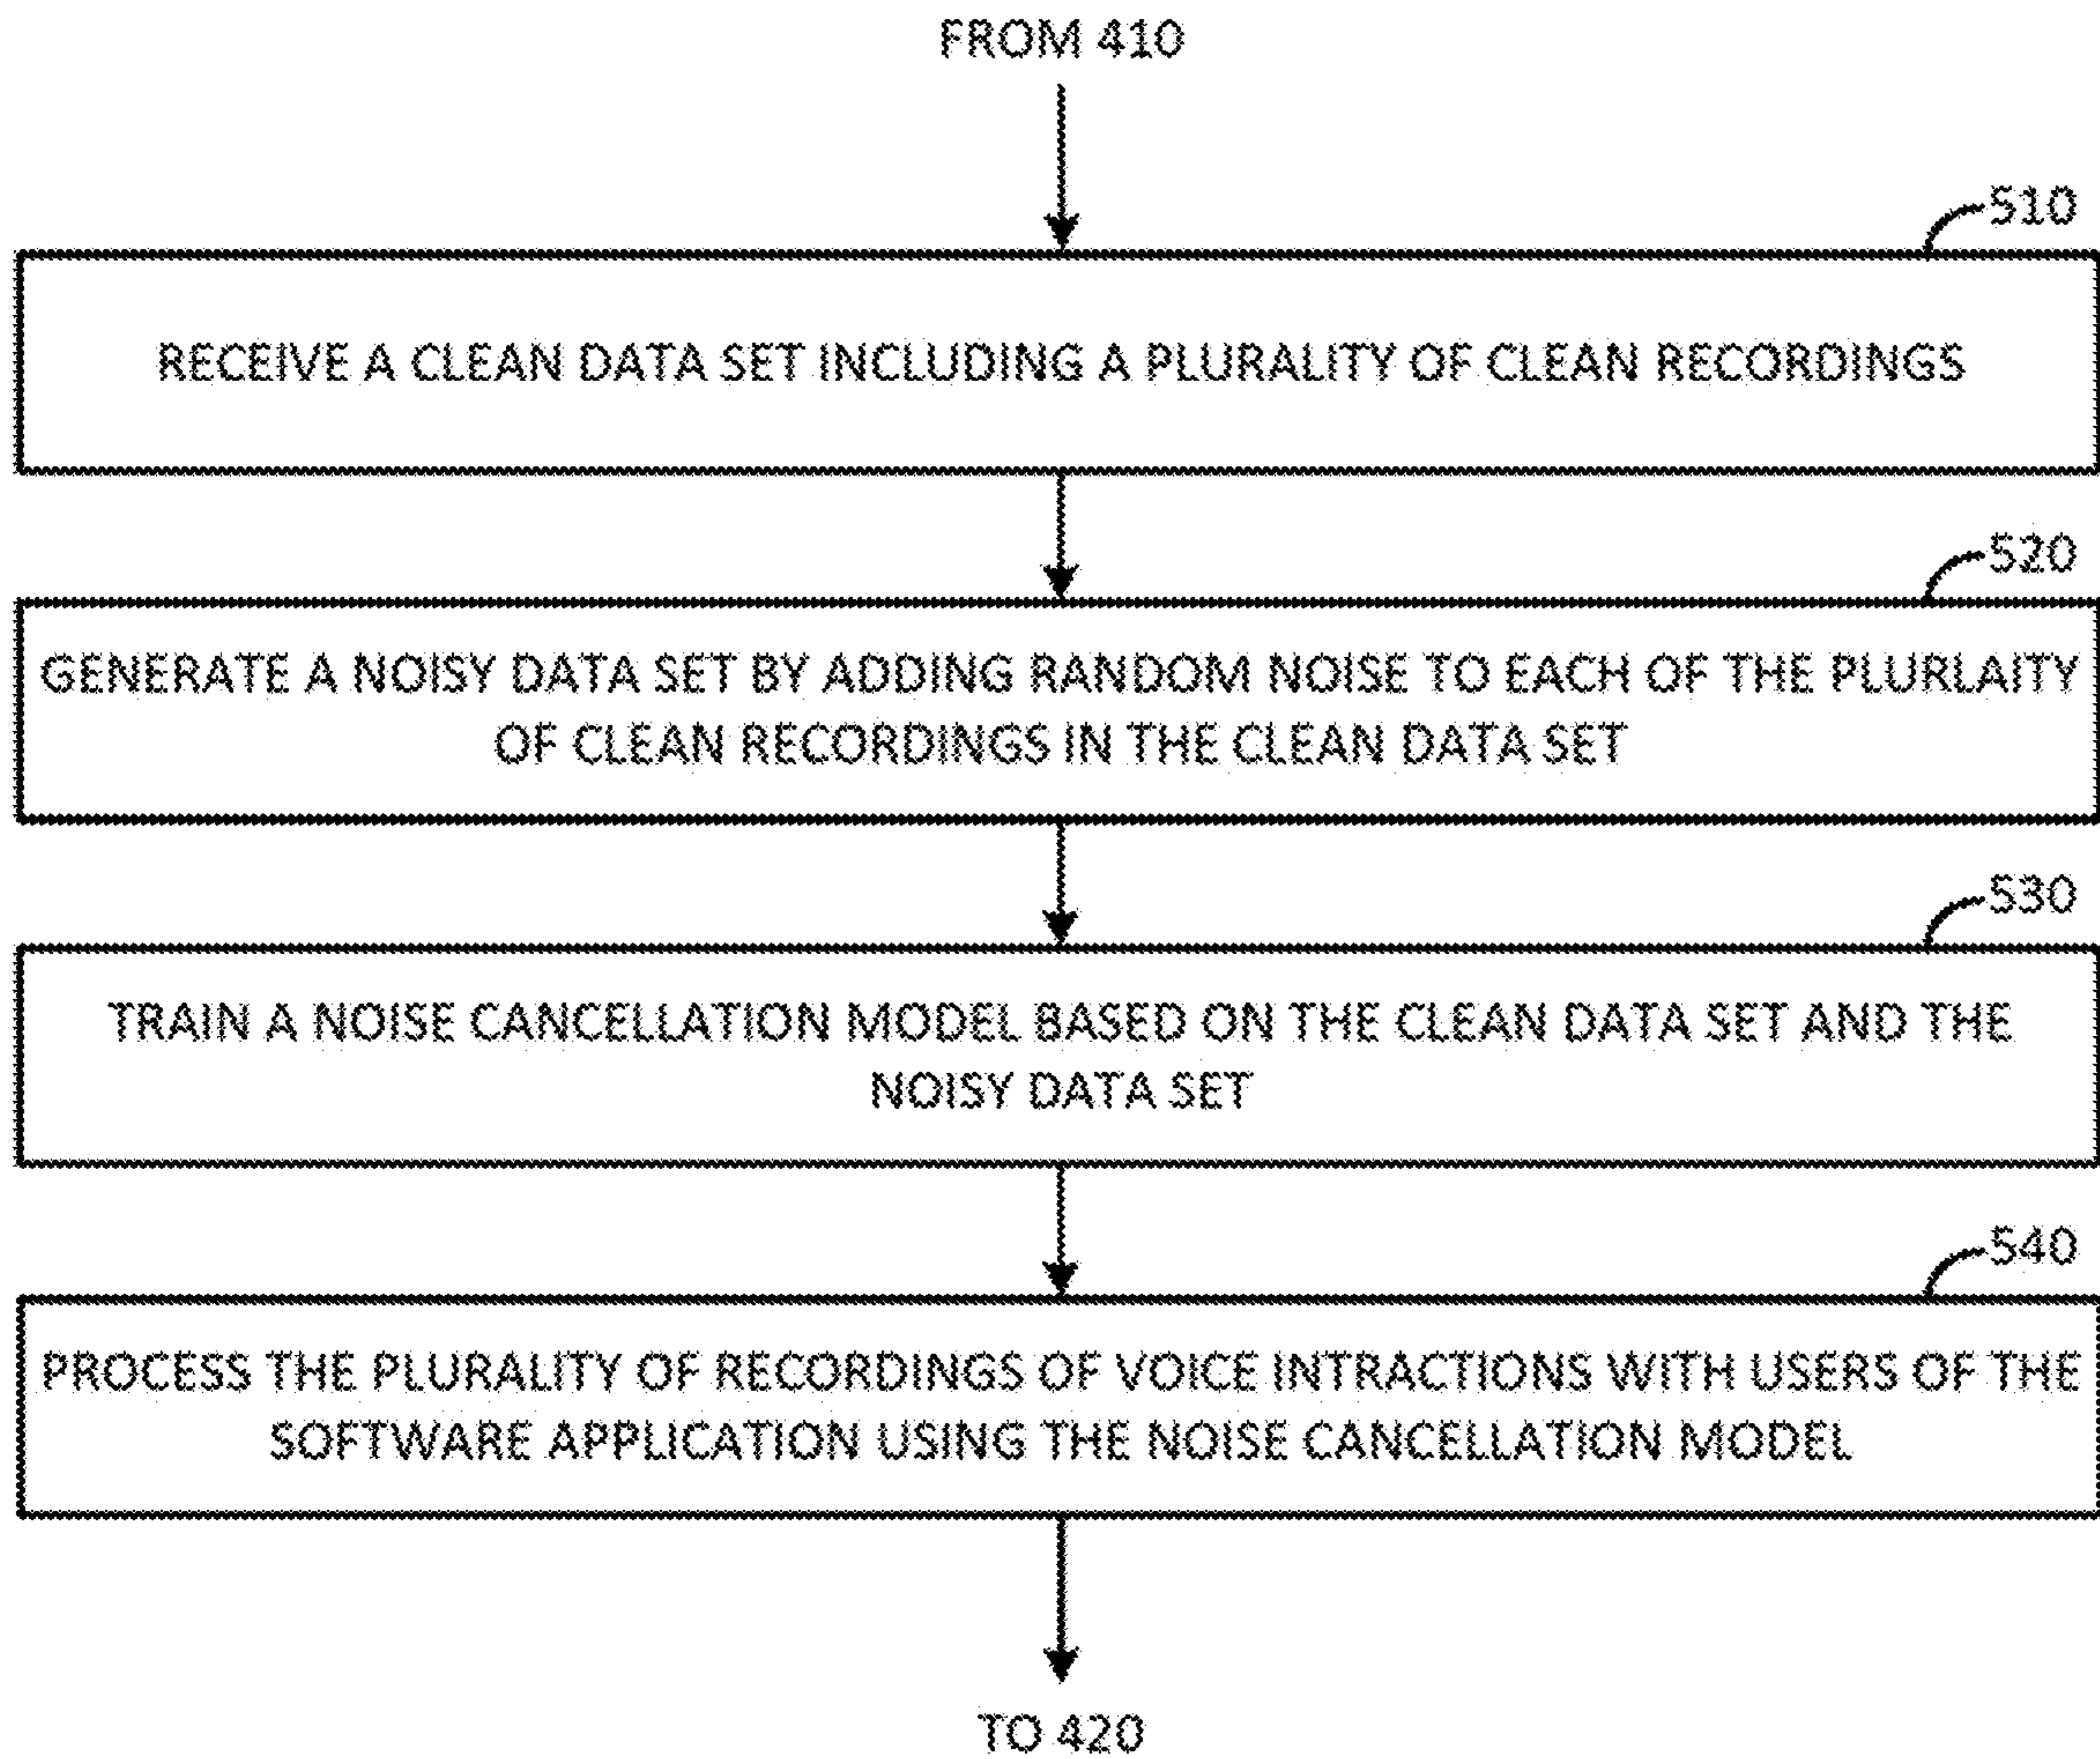 FROM 410
510
RECEIVE A CLEAN DATA SET INCLUDING A PLURALITY OF CLEAN RECORDINGS
520
GENERATE A NOISY DATA SET BY ADDING RANDOM NOISE TO EACH OF THE PLURLAITY
OF CLEAN RECORDINGS IN THE CLEAN DATA SET
530
TRAIN A NOISE CANCELLATION MODEL BASED ON THE CLEAN DATA SET AND THE
NOISY DATA SET
540
PROCESS THE PLURALITY OF RECORDINGS OF VOICE INTRACTIONS WITH USERS OF THE
SOFTWARE APPLICATION USING THE NOISE CANCELLATION MODEL
TO 420